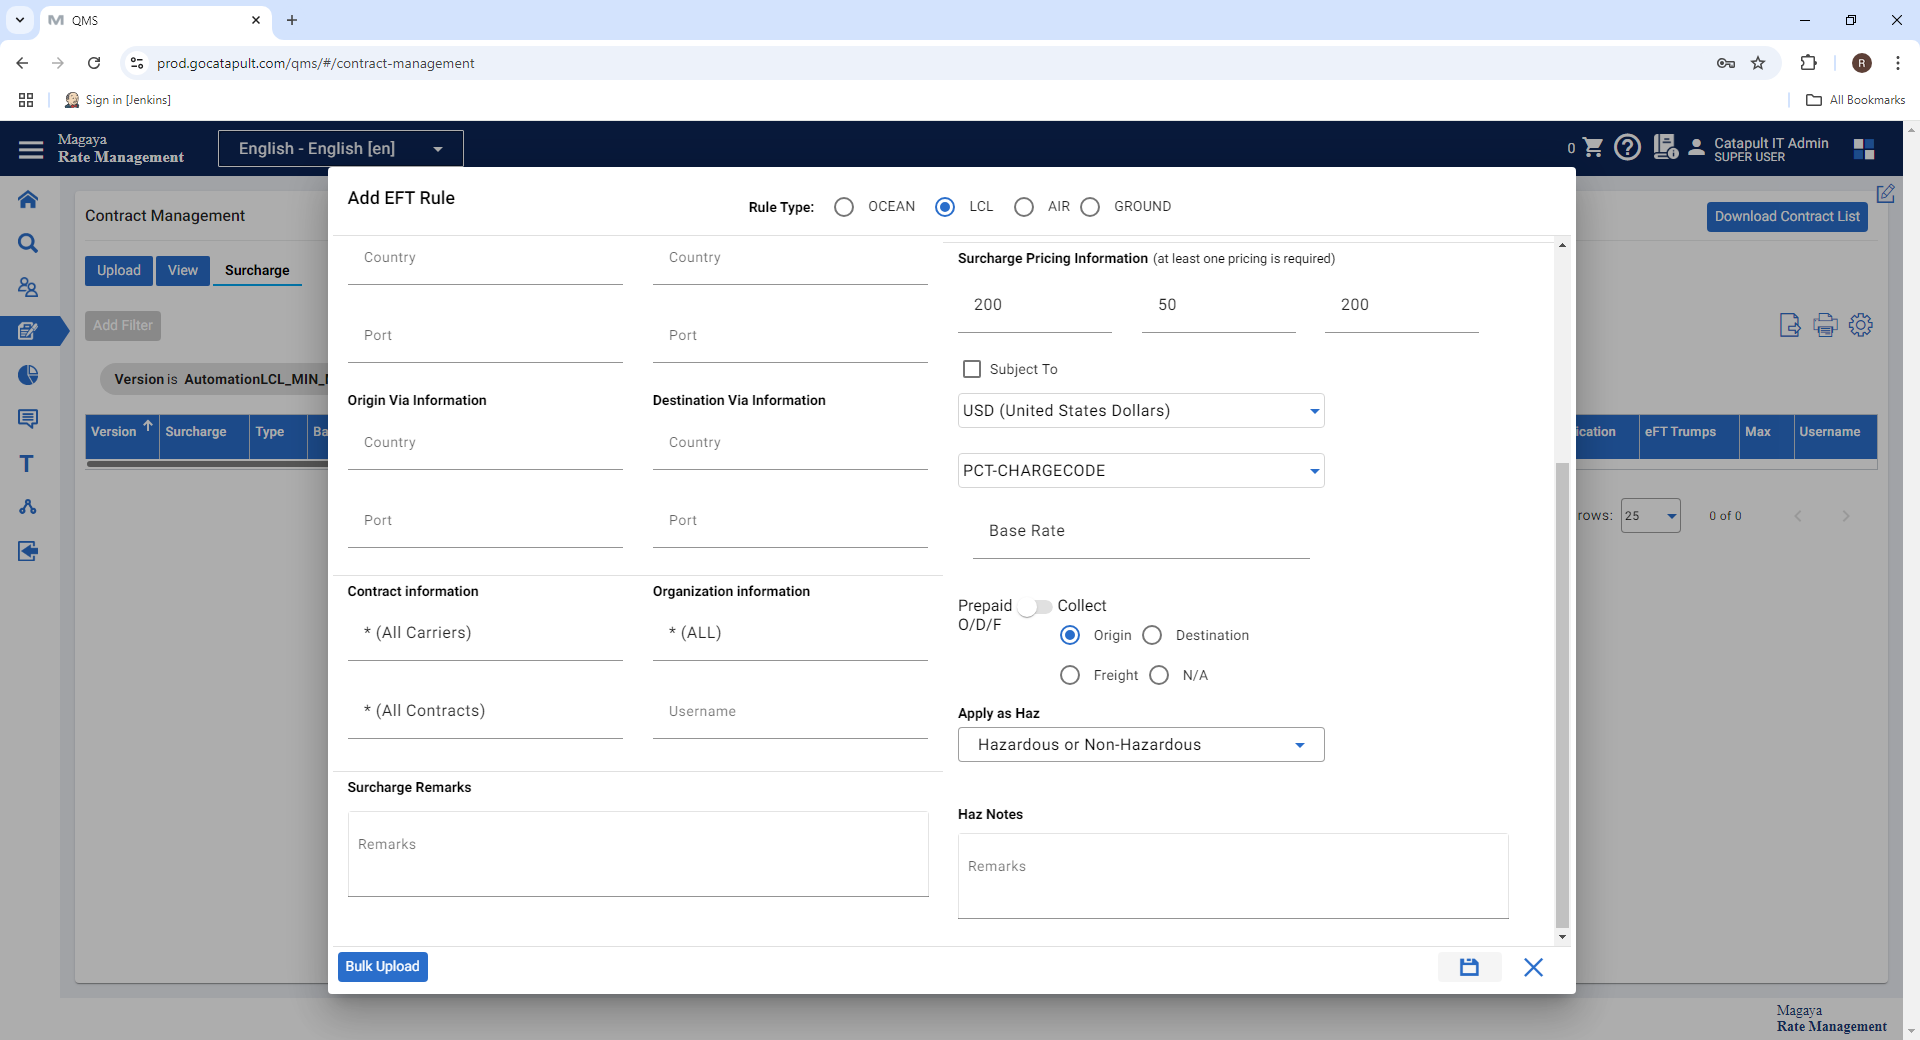 QMS
prod.gocatapult.com/qms/#/contract-management
R
Sign in [Jenkins]
All Bookmarks
Magaya
Rate Management
English - English [en]
0
Catapult IT Admin
SUPER USER
Contract Management
Download Contract List
Upload
View
Surcharge
Add Filter
Version is AutomationLCL_MIN_
Version
Surcharge
Type
Ba
ication
eFT Trumps
Max
Username
rows:
25
0 of 0
Add EFT Rule
Rule Type:
OCEAN
LCL
AIR
GROUND
Country
Country
Port
Port
Origin Via Information
Destination Via Information
Country
Country
Port
Port
Contract information
Organization information
* (All Carriers)
* (ALL)
* (All Contracts)
Username
Surcharge Remarks
Remarks
Surcharge Pricing Information (at least one pricing is required)
200
50
200
Subject To
USD (United States Dollars)
PCT-CHARGECODE
Base Rate
Prepaid
Collect
O/D/F
Origin
Destination
Freight
N/A
Apply as Haz
Hazardous or Non-Hazardous
Haz Notes
Remarks
Bulk Upload
Magaya
Rate Management